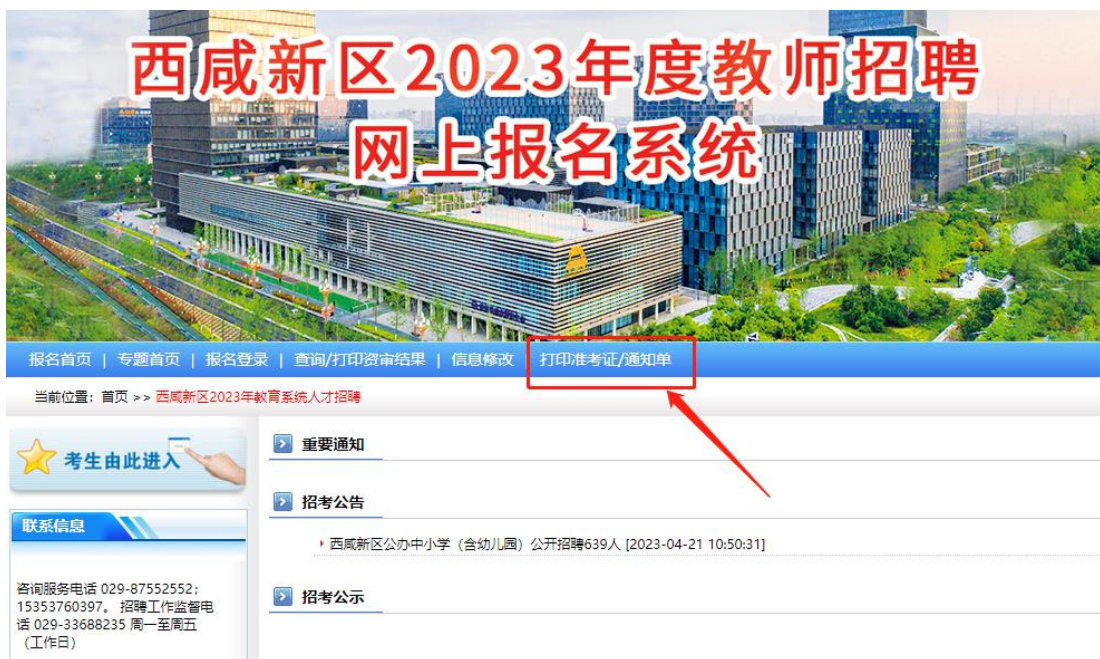 西咸新区2023年度教师招聘
网上报名系统
报名首页 | 专题首页 | 报名登录 | 查询/打印资审结果 | 信息修改 打印准考证/通知单
当前位置：首页 >> 西咸新区2023年教育系统人才招聘
考生由此进入
重要通知
招考公告
西咸新区公办中小学（含幼儿园）公开招聘639人 [2023-04-21 10:50:31]
招考公示
联系信息
咨询服务电话 029-87552552；
15353760397。 招聘工作监督电
话 029-33688235 周一至周五
（工作日）